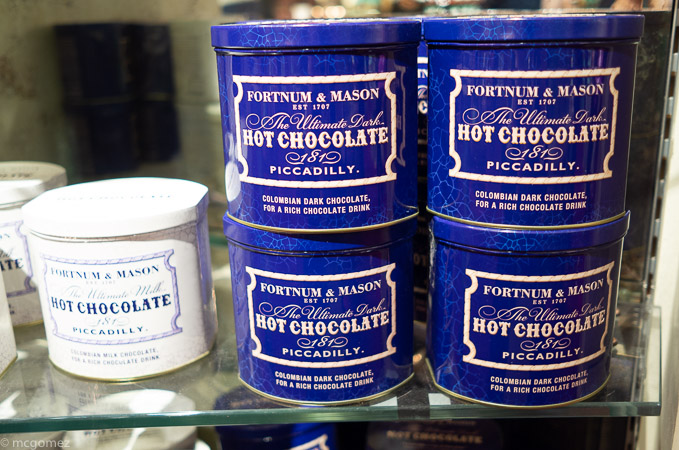 FORTNUM & MASON
EST 1707
The Ultimate Dark
HOT CHOCOLATE
181
PICCADILLY.
COLOMBIAN DARK CHOCOLATE,
FOR A RICH CHOCOLATE DRINK
FORTNUM & MASON
EST 1707
The Ultimate Dark
HOT CHOCOLATE
181
PICCADILLY.
COLOMBIAN DARK CHOCOLATE,
FOR A RICH CHOCOLATE DRINK
FORTNUM & MASON
EST 1707
The Ultimate Milk
HOT CHOCOLATE
181
PICCADILLY.
COLOMBIAN MILK CHOCOLATE,
FOR A RICH CHOCOLATE DRINK
FORTNUM & MASON
EST 1707
The Ultimate Dark
HOT CHOCOLATE
181
PICCADILLY.
COLOMBIAN DARK CHOCOLATE,
FOR A RICH CHOCOLATE DRINK
FORTNUM & MASON
EST 1707
The Ultimate Dark
HOT CHOCOLATE
181
PICCADILLY.
COLOMBIAN DARK CHOCOLATE,
FOR A RICH CHOCOLATE DRINK
© mcgomez